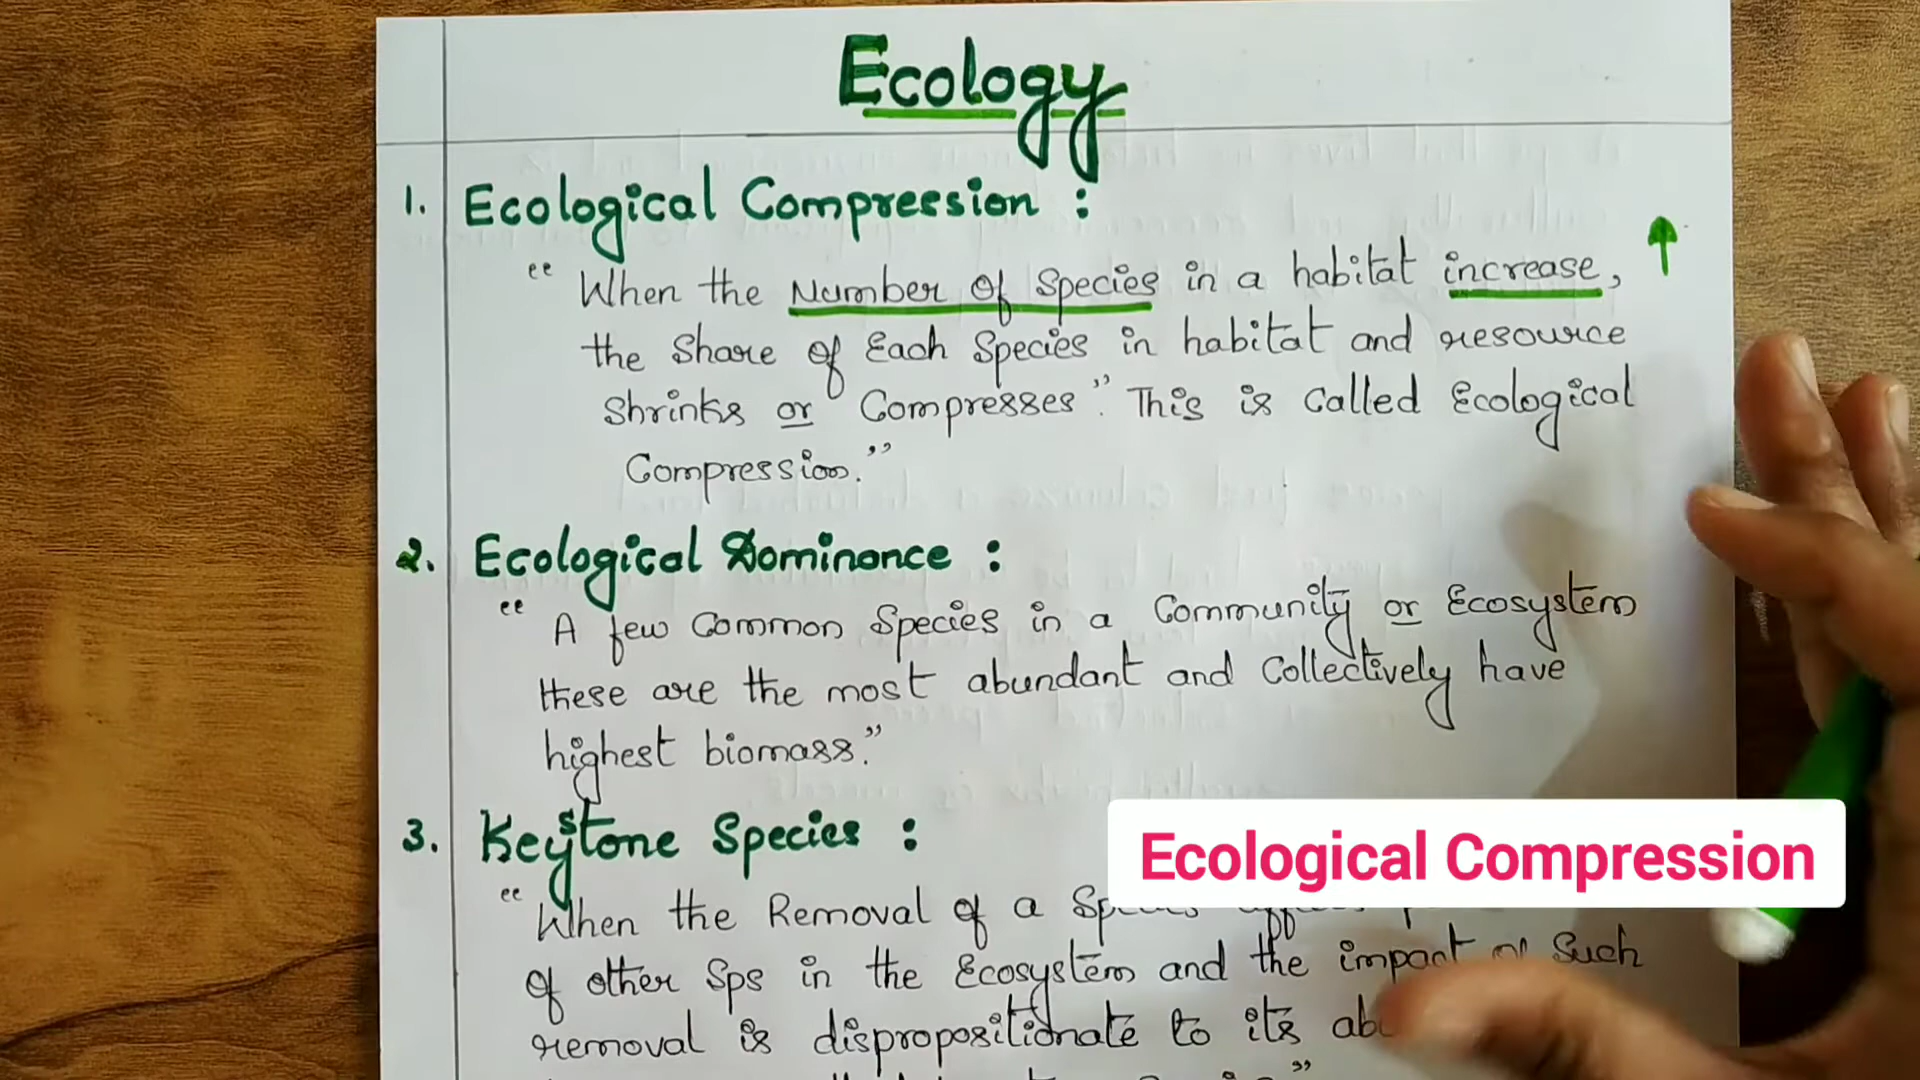 Ecology
1. Ecological Compression :
"When the Number of Species in a habitat increase,
the Share of Each Species in habitat and resource
Shrinks or "Compresses". This is Called Ecological
Compression."
2. Ecological Dominance :
"A few Common Species in a Community or Ecosystem
these are the most abundant and Collectively have
highest biomass."
3. Keystone Species :
Ecological Compression
"When the Removal of a
of other Sps in the Ecosystem and the impact of Such
removal is dispropositionate to its